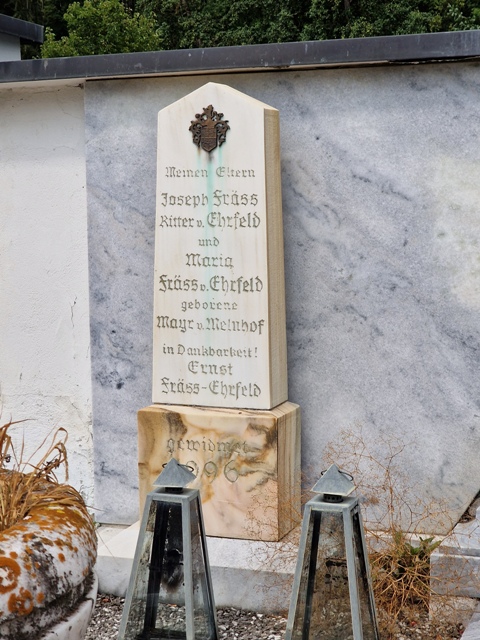 Meinen Eltern
Joseph Fräss
Ritter v. Ehrfeld
und
Maria
Fräss v. Ehrfeld
geborene
Mayr v. Melnhof
in Dankbarkeit!
Ernst
Fräss-Ehrfeld
gewidmet